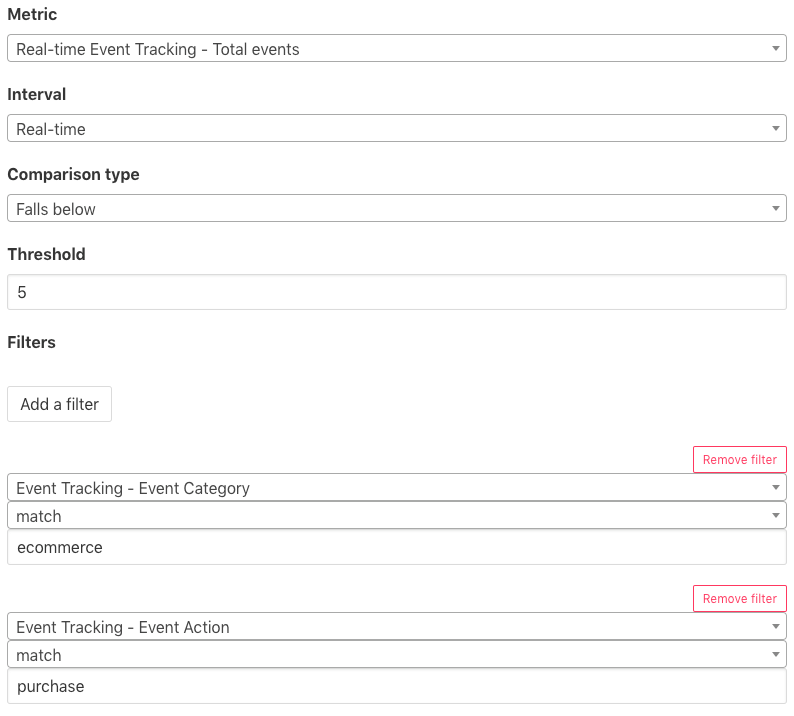 Metric
Real-time Event Tracking - Total events
Interval
Real-time
Comparison type
Falls below
Threshold
5
Filters
Add a filter
Remove filter
Event Tracking - Event Category
match
ecommerce
Remove filter
Event Tracking - Event Action
match
purchase